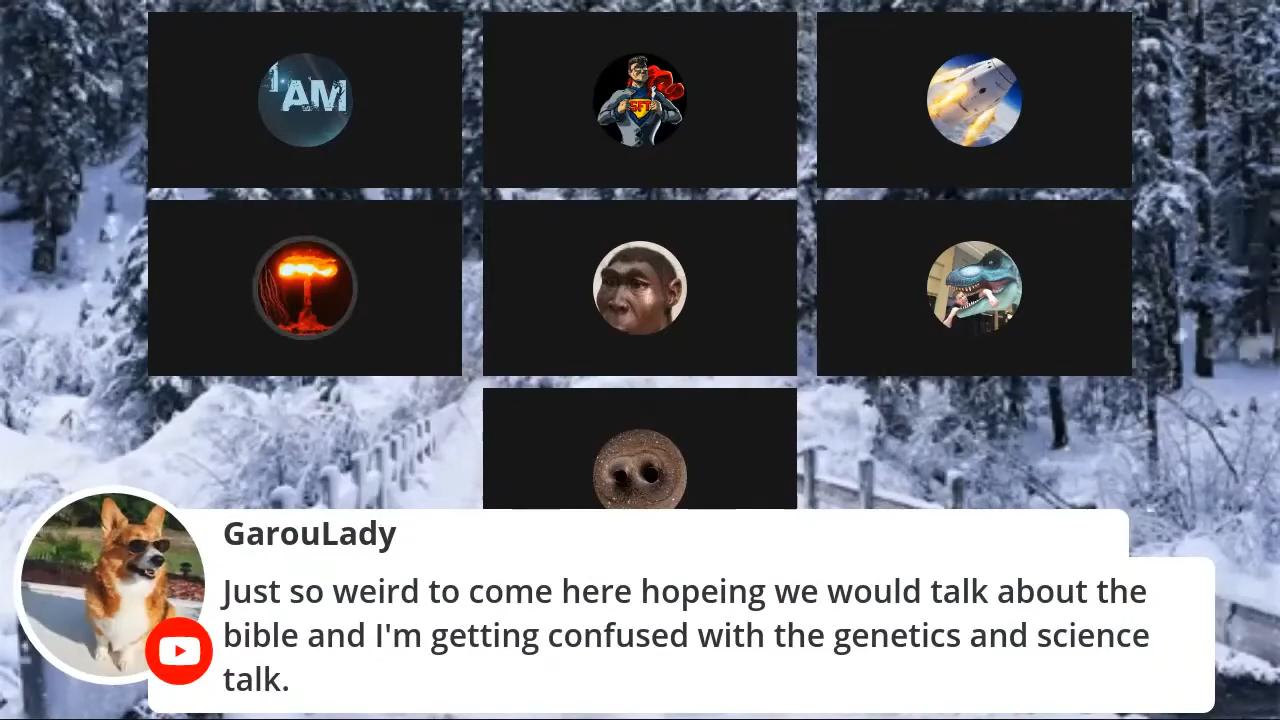 I AM
SFT
GarouLady
Just so weird to come here hopeing we would talk about the
bible and I'm getting confused with the genetics and science
talk.